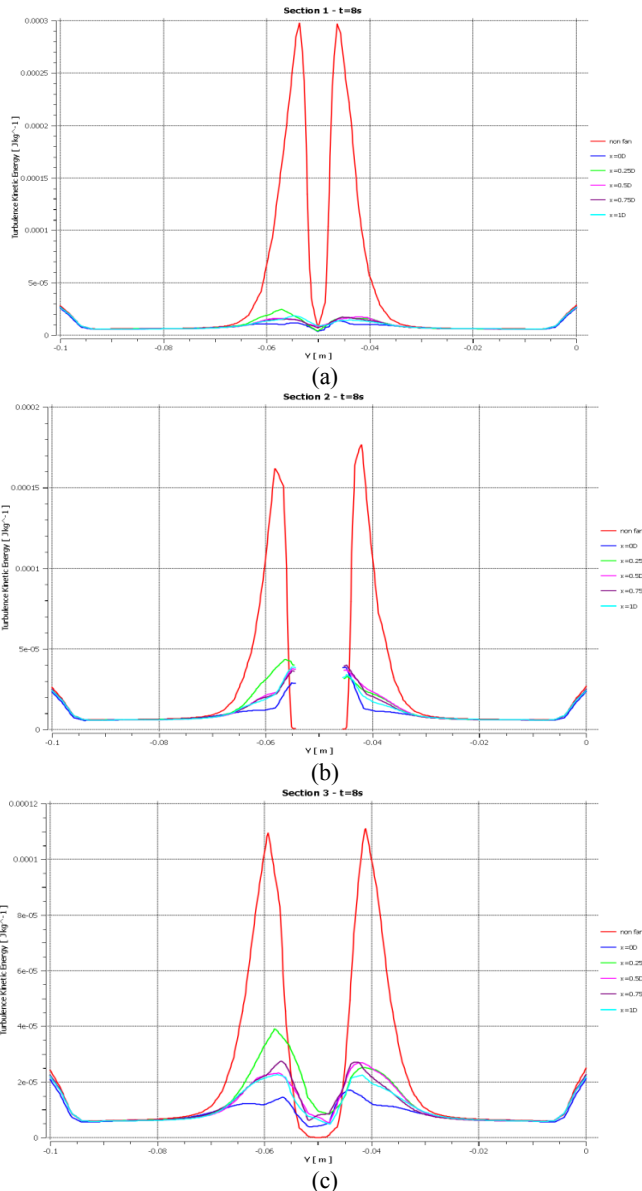 Section 1 - t=8s
Turbulence Kinetic Energy [ J kg^-1 ]
0.0003
0.00025
0.0002
0.00015
0.0001
5e-05
0
-0.1
-0.08
-0.06
-0.04
-0.02
0
Y [ m ]
non fan
x=0D
x=0.25D
x=0.5D
x=0.75D
x=1D
(a)
Section 2 - t=8s
Turbulence Kinetic Energy [ J kg^-1 ]
0.0002
0.00015
0.0001
5e-05
0
-0.1
-0.08
-0.06
-0.04
-0.02
0
Y [ m ]
non far
x=0D
x=0.25
x=0.5D
x=0.75
x=1D
(b)
Section 3 - t=8s
Turbulence Kinetic Energy [ J kg^-1 ]
0.00012
0.0001
8e-05
6e-05
4e-05
2e-05
0
-0.1
-0.08
-0.06
-0.04
-0.02
0
Y [ m ]
non far
x=0D
x=0.25
x=0.5D
x=0.75
x=1D
(c)